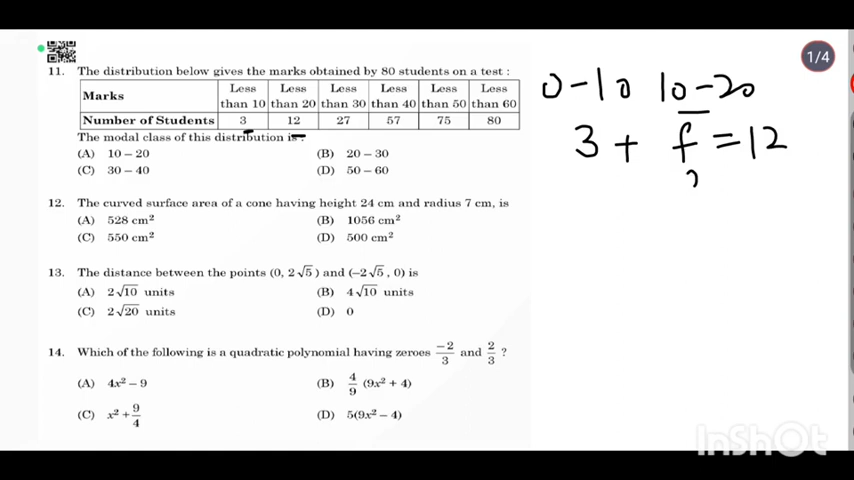 1/4
11. The distribution below gives the marks obtained by 80 students on a test :
Marks Less than 10 Less than 20 Less than 30 Less than 40 Less than 50 Less than 60
Number of Students 3 12 27 57 75 80
The modal class of this distribution is :
(A) 10 – 20 (B) 20 – 30
(C) 30 – 40 (D) 50 – 60
12. The curved surface area of a cone having height 24 cm and radius 7 cm, is
(A) 528 cm² (B) 1056 cm²
(C) 550 cm² (D) 500 cm²
13. The distance between the points (0, 2√5) and (–2√5, 0) is
(A) 2√10 units (B) 4√10 units
(C) 2√20 units (D) 0
14. Which of the following is a quadratic polynomial having zeroes –2/3 and 2/3 ?
(A) 4x² – 9 (B) 4/9 (9x² + 4)
(C) x² + 9/4 (D) 5(9x² – 4)
0-10 10-20
3 + f = 12
?
InShOt